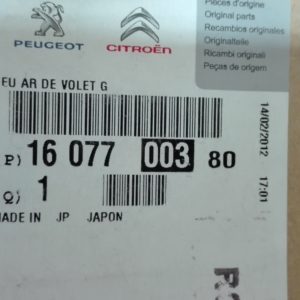 PEUGEOT
CITROËN
Pièces d'origine
Original parts
Recambios originales
Originalteile
Ricambi originali
Peças de origem
EU AR DE VOLET G
P) 16 077 003 80
Q) 1
MADE IN JP JAPON
14/02/2012 17:01